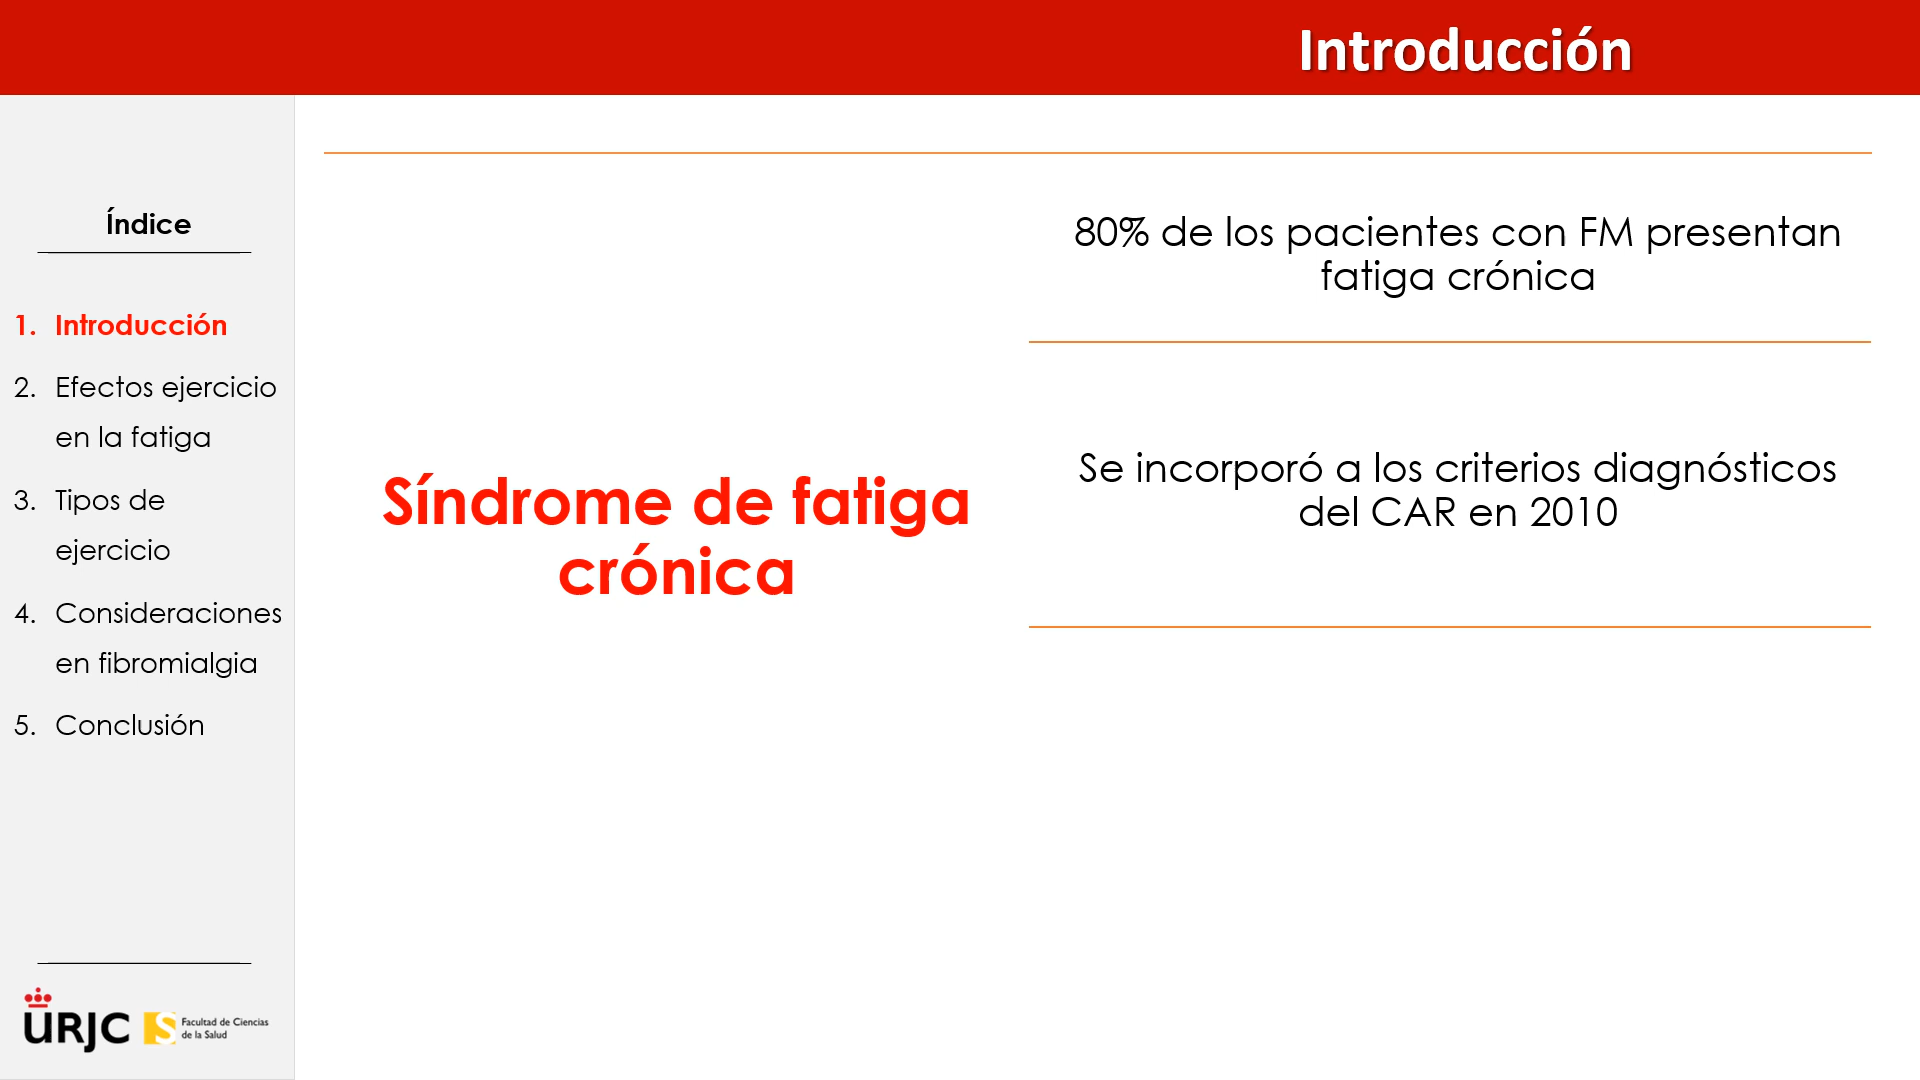 Introducción
Índice
1. Introducción
2. Efectos ejercicio
en la fatiga
3. Tipos de
ejercicio
4. Consideraciones
en fibromialgia
5. Conclusión
URJC
S
Facultad de Ciencias
de la Salud
Síndrome de fatiga
crónica
80% de los pacientes con FM presentan
fatiga crónica
Se incorporó a los criterios diagnósticos
del CAR en 2010